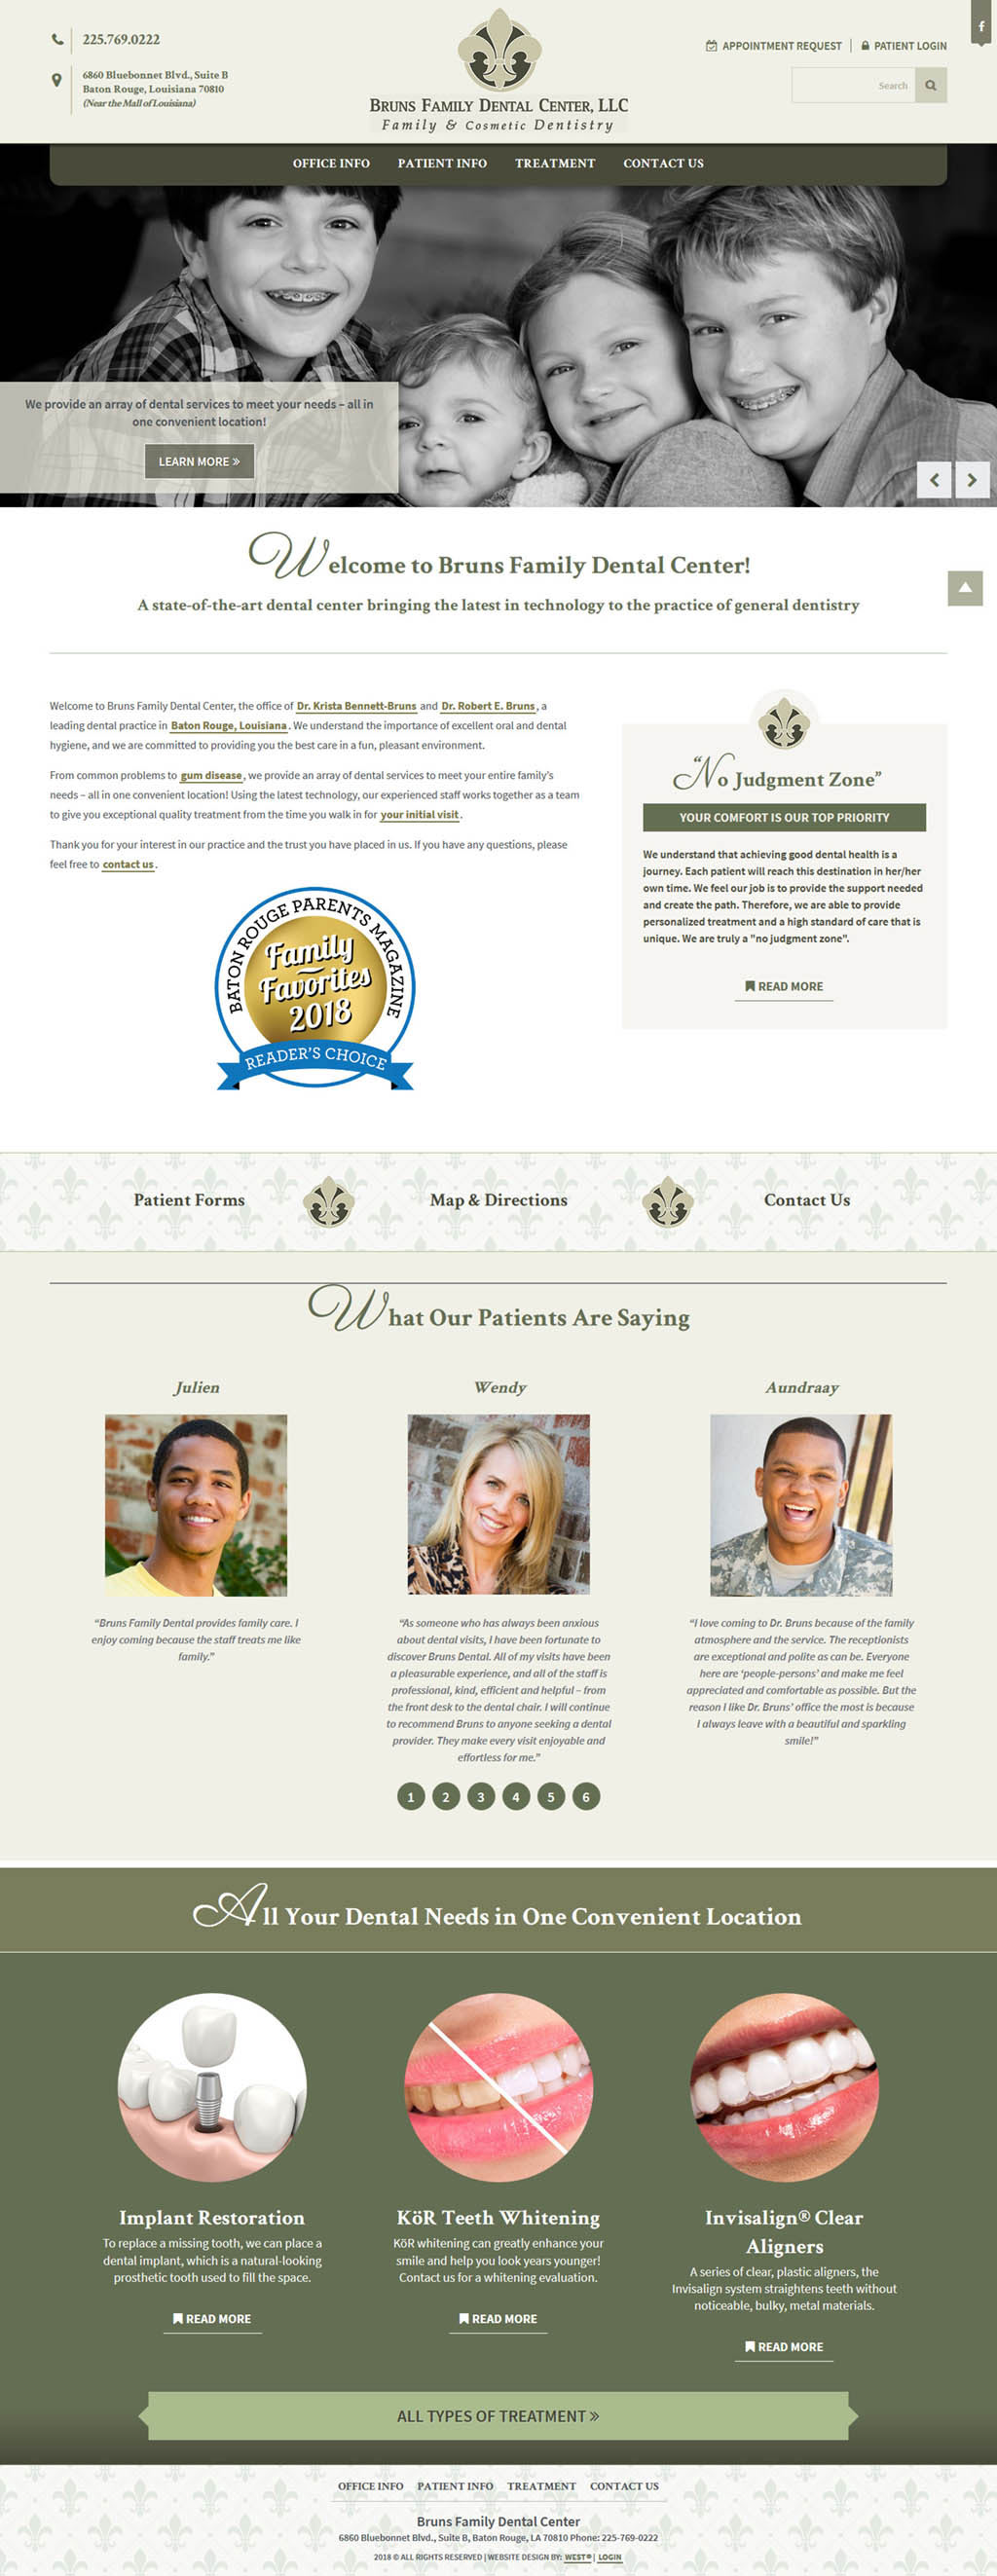 225.769.0222
6860 Bluebonnet Blvd., Suite B
Baton Rouge, Louisiana 70810
(Near the Mall of Louisiana)
BRUNS FAMILY DENTAL CENTER, LLC
Family & Cosmetic Dentistry
APPOINTMENT REQUEST | PATIENT LOGIN
f
Search
OFFICE INFO PATIENT INFO TREATMENT CONTACT US
We provide an array of dental services to meet your needs – all in
one convenient location!
LEARN MORE »
Welcome to Bruns Family Dental Center!
A state-of-the-art dental center bringing the latest in technology to the practice of general dentistry
Welcome to Bruns Family Dental Center, the office of Dr. Krista Bennett-Bruns and Dr. Robert E. Bruns, a
leading dental practice in Baton Rouge, Louisiana. We understand the importance of excellent oral and dental
hygiene, and we are committed to providing you the best care in a fun, pleasant environment.
From common problems to gum disease, we provide an array of dental services to meet your entire family's
needs – all in one convenient location! Using the latest technology, our experienced staff works together as a team
to give you exceptional quality treatment from the time you walk in for your initial visit.
Thank you for your interest in our practice and the trust you have placed in us. If you have any questions, please
feel free to contact us.
BATON ROUGE PARENTS MAGAZINE
Family
Favorites
2018
READER'S CHOICE
“No Judgment Zone”
YOUR COMFORT IS OUR TOP PRIORITY
We understand that achieving good dental health is a
journey. Each patient will reach this destination in her/her
own time. We feel our job is to provide the support needed
and create the path. Therefore, we are able to provide
personalized treatment and a high standard of care that is
unique. We are truly a "no judgment zone".
READ MORE
Patient Forms
Map & Directions
Contact Us
What Our Patients Are Saying
Julien
“Bruns Family Dental provides family care. I
enjoy coming because the staff treats me like
family.”
Wendy
“As someone who has always been anxious
about dental visits, I have been fortunate to
discover Bruns Dental. All of my visits have been
a pleasurable experience, and all of the staff is
professional, kind, efficient and helpful – from
the front desk to the dental chair. I will continue
to recommend Bruns to anyone seeking a dental
provider. They make every visit enjoyable and
effortless for me.”
Aundraay
“I love coming to Dr. Bruns because of the family
atmosphere and the service. The receptionists
are exceptional and polite as can be. Everyone
here are ‘people-persons’ and make me feel
appreciated and comfortable as possible. But the
reason I like Dr. Bruns’ office the most is because
I always leave with a beautiful and sparkling
smile!”
1 2 3 4 5 6
All Your Dental Needs in One Convenient Location
Implant Restoration
To replace a missing tooth, we can place a
dental implant, which is a natural-looking
prosthetic tooth used to fill the space.
READ MORE
KöR Teeth Whitening
KöR whitening can greatly enhance your
smile and help you look years younger!
Contact us for a whitening evaluation.
READ MORE
Invisalign® Clear
Aligners
A series of clear, plastic aligners, the
Invisalign system straightens teeth without
noticeable, bulky, metal materials.
READ MORE
ALL TYPES OF TREATMENT »
OFFICE INFO PATIENT INFO TREATMENT CONTACT US
Bruns Family Dental Center
6860 Bluebonnet Blvd., Suite B, Baton Rouge, LA 70810 Phone: 225-769-0222
2018 © ALL RIGHTS RESERVED | WEBSITE DESIGN BY: WEST® | LOGIN